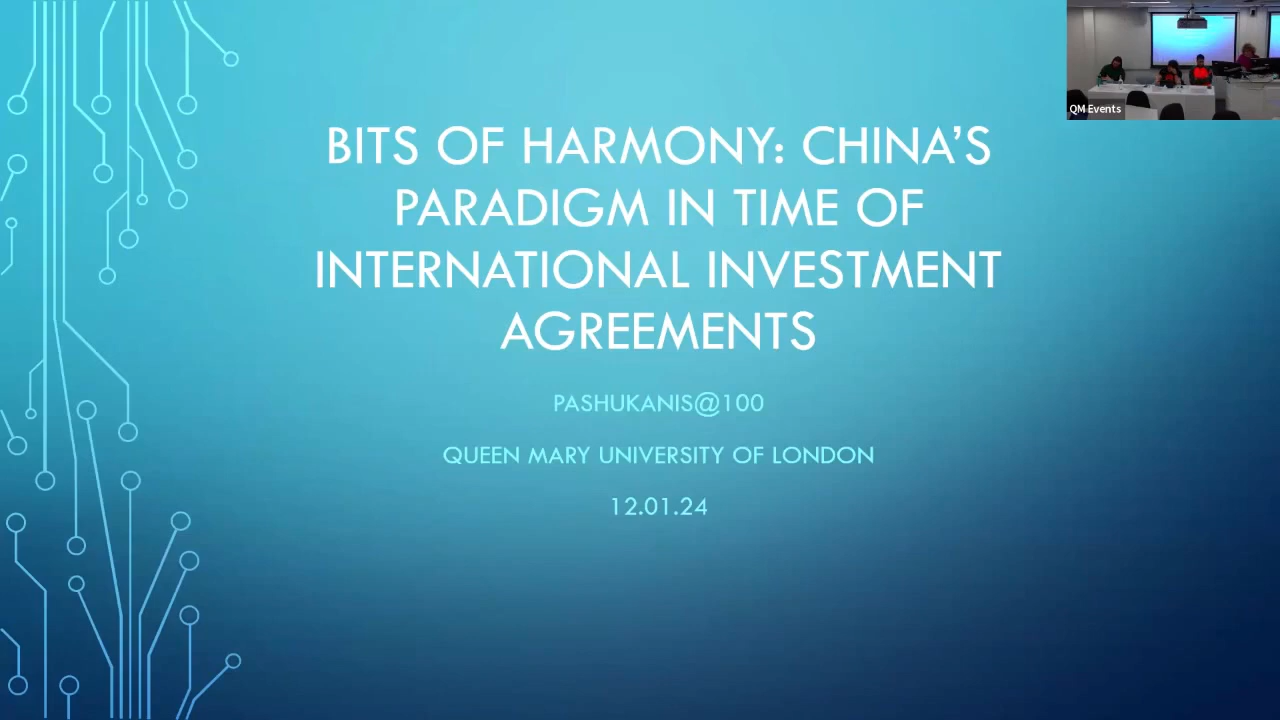 BITS OF HARMONY: CHINA’S
PARADIGM IN TIME OF
INTERNATIONAL INVESTMENT
AGREEMENTS
PASHUKANIS@100
QUEEN MARY UNIVERSITY OF LONDON
12.01.24
QM Events